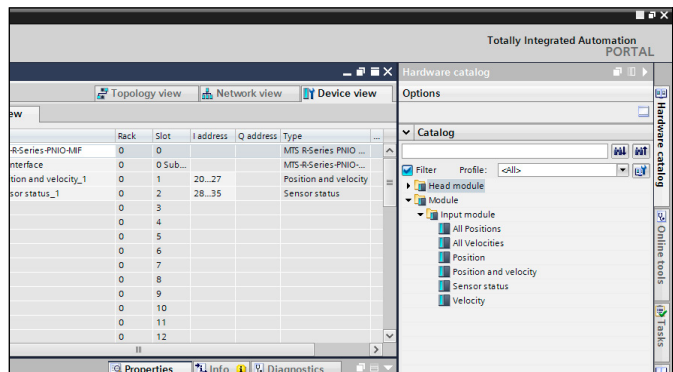 Totally Integrated Automation
PORTAL
Hardware catalog
Topology view Network view Device view
Options
ew
Rack Slot I address Q address Type ...
-R-Series-PNIO-MIF 0 0 MTS R-Series PNIO ...
nterface 0 0 Sub... MTS-R-Series-PNIO-...
tion and velocity_1 0 1 20...27 Position and velocity
sor status_1 0 2 28...35 Sensor status
0 3
0 4
0 5
0 6
0 7
0 8
0 9
0 10
0 11
0 12
Catalog
Filter Profile: <All>
Head module
Module
Input module
All Positions
All Velocities
Position
Position and velocity
Sensor status
Velocity
Hardware catalog
Online tools
Tasks
Properties Info Diagnostics